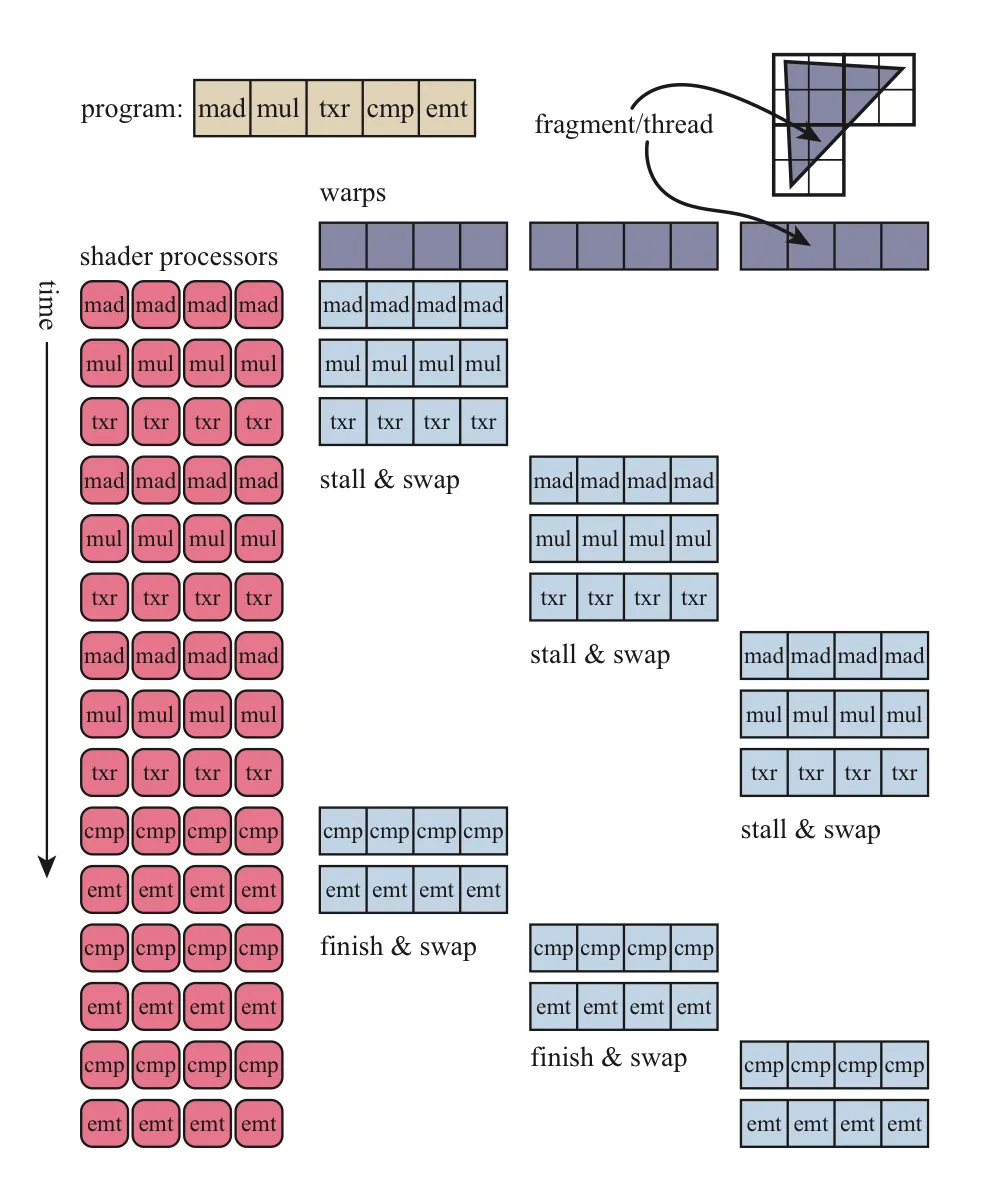 program: mad mul txr cmp emt
fragment/thread
warps
shader processors
time
mad mad mad mad mad mad mad mad
mul mul mul mul mul mul mul mul
txr txr txr txr txr txr txr txr
mad mad mad mad stall & swap mad mad mad mad
mul mul mul mul mul mul mul mul
txr txr txr txr txr txr txr txr
mad mad mad mad stall & swap mad mad mad mad
mul mul mul mul mul mul mul mul
txr txr txr txr txr txr txr txr
cmp cmp cmp cmp cmp cmp cmp cmp stall & swap
emt emt emt emt emt emt emt emt
cmp cmp cmp cmp finish & swap cmp cmp cmp cmp
emt emt emt emt emt emt emt emt
cmp cmp cmp cmp finish & swap cmp cmp cmp cmp
emt emt emt emt emt emt emt emt